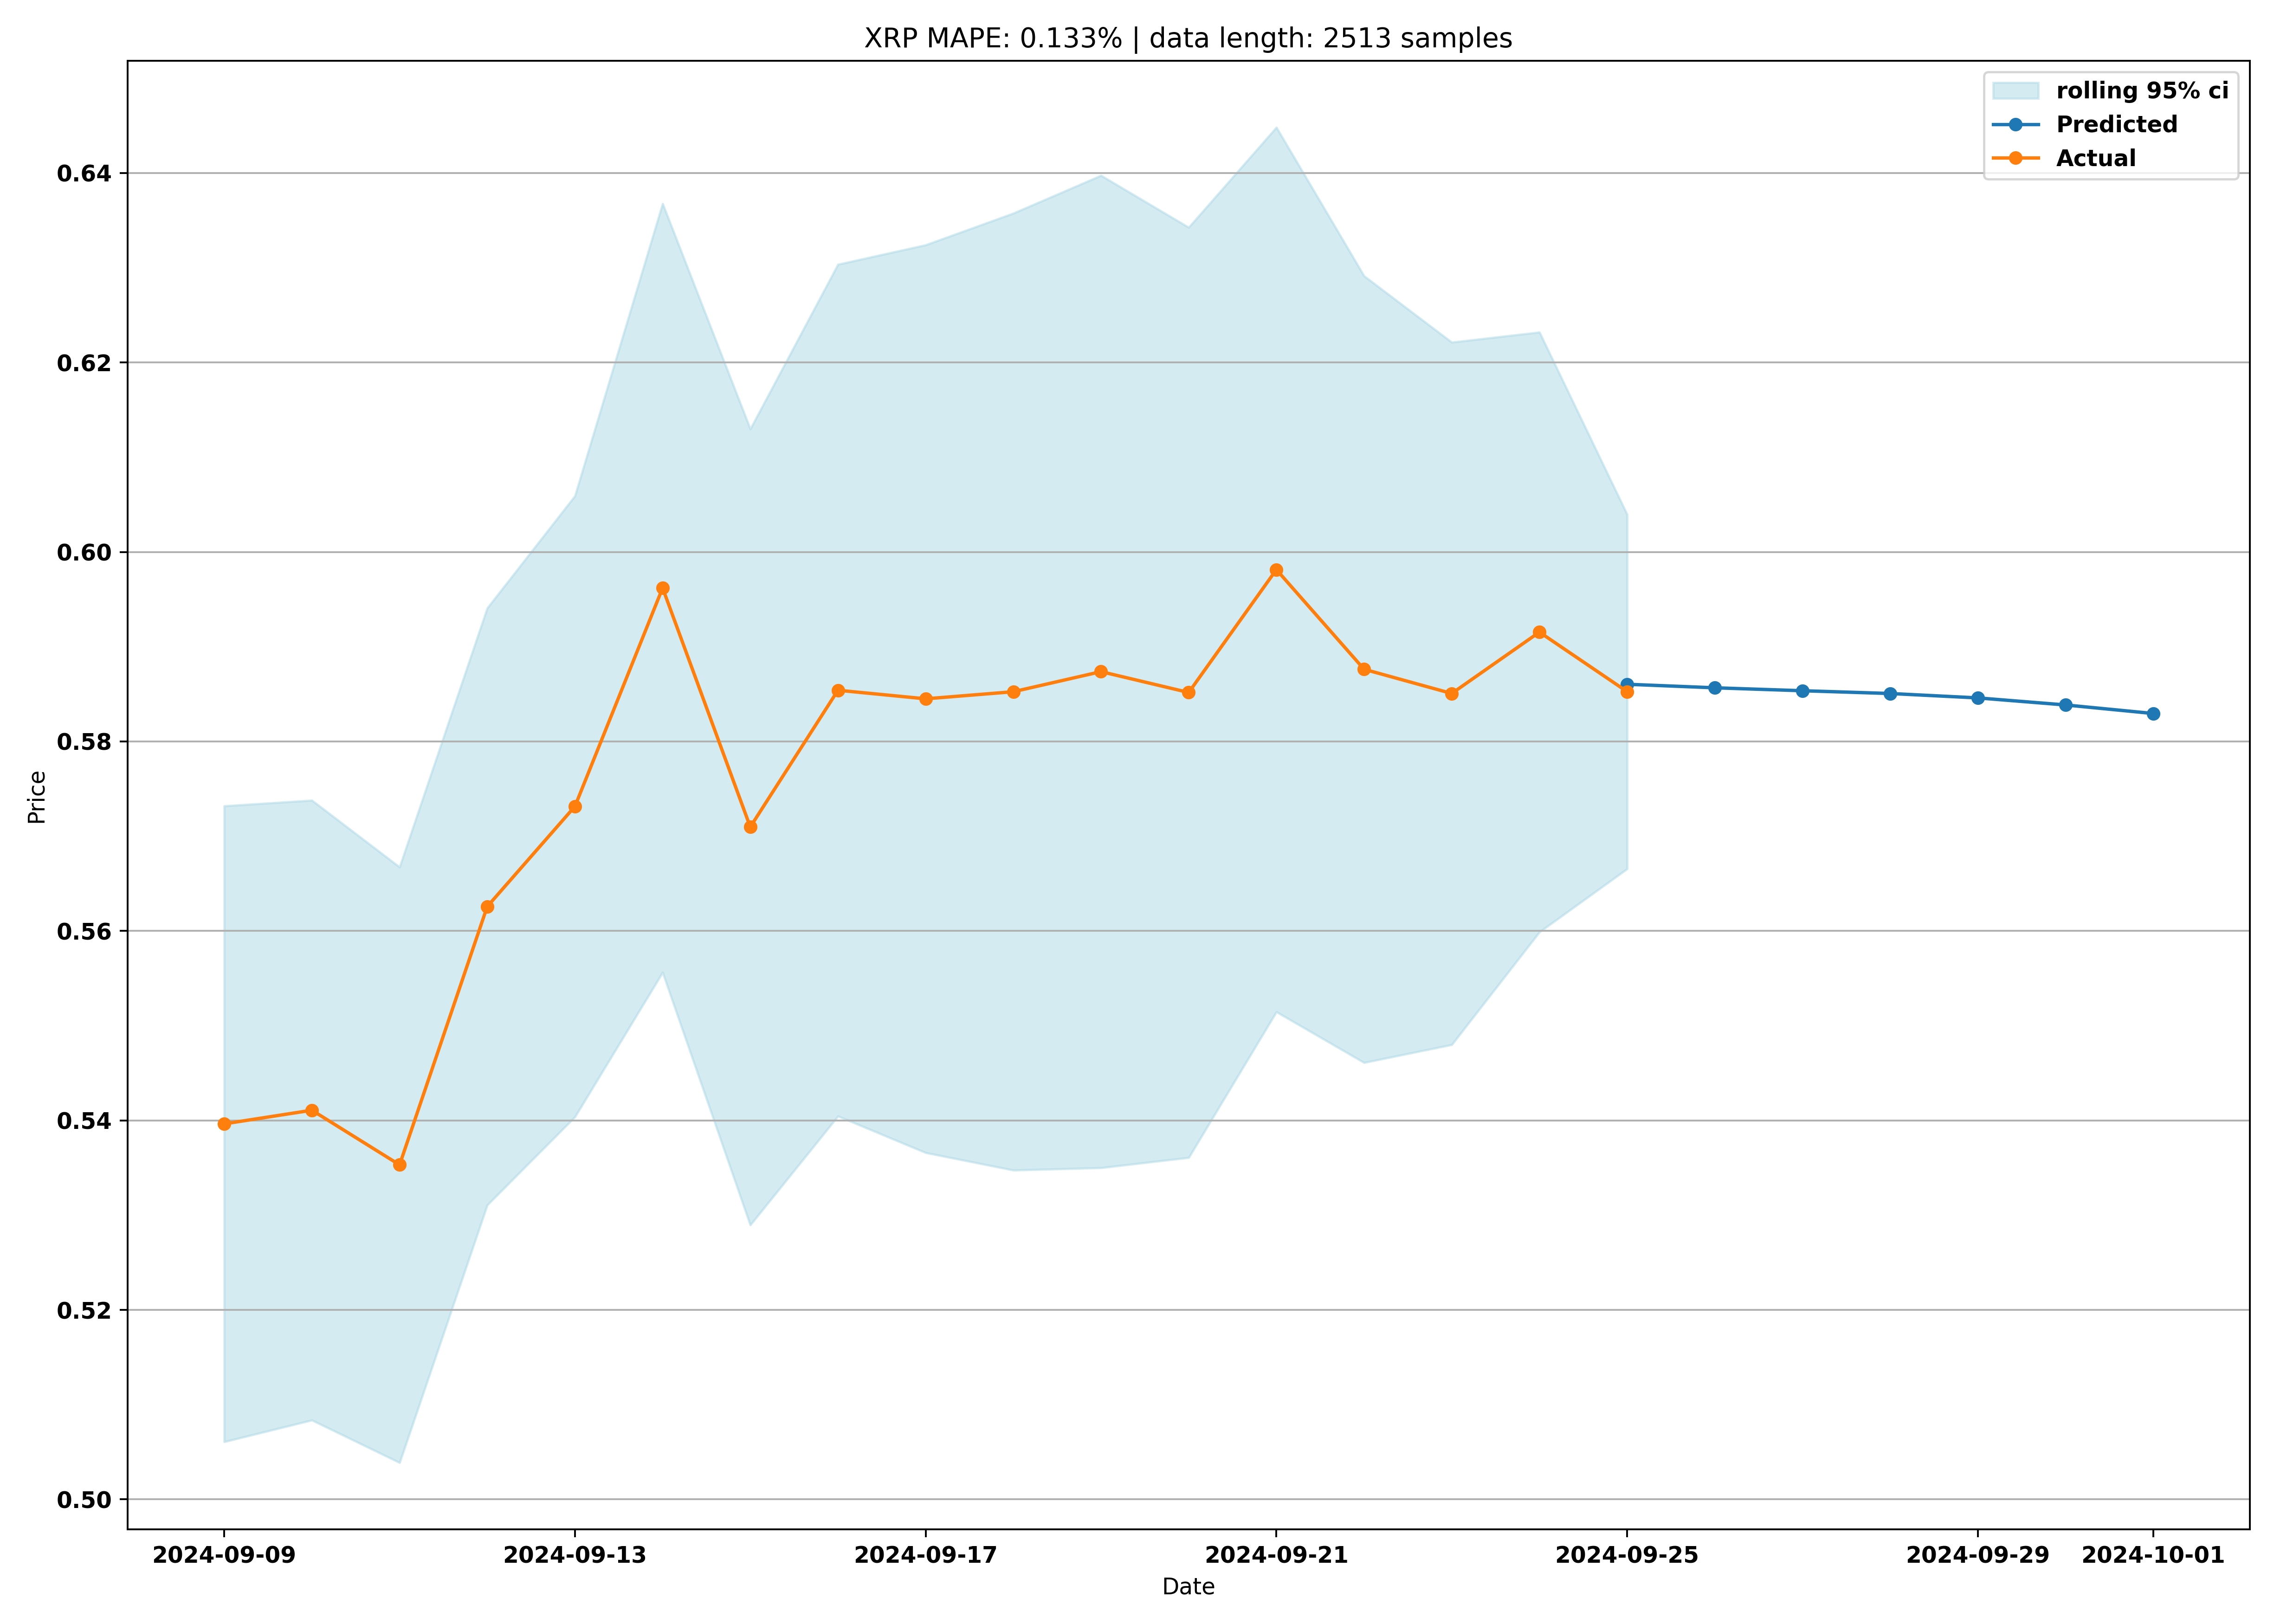 XRP MAPE: 0.133% | data length: 2513 samples
rolling 95% ci
Predicted
Actual
0.64
0.62
0.60
0.58
0.56
0.54
0.52
0.50
Price
2024-09-09 2024-09-13 2024-09-17 2024-09-21 2024-09-25 2024-09-29 2024-10-01
Date